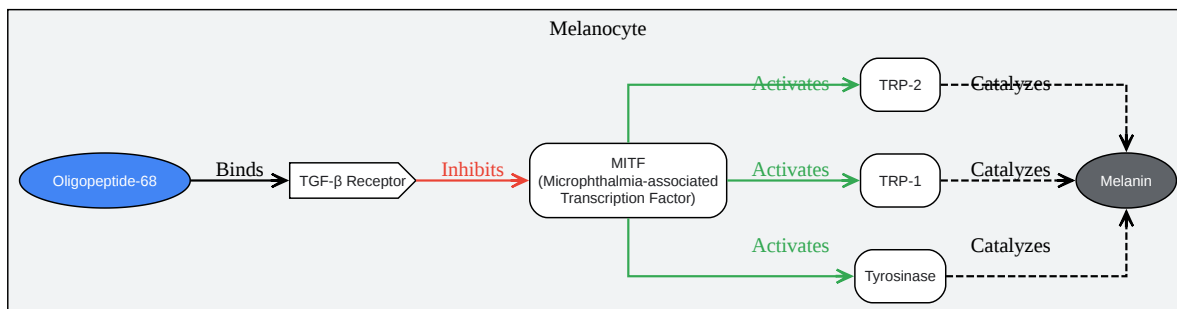 Melanocyte
Activates
TRP-2
Catalyzes
Oligopeptide-68
Binds
TGF-β Receptor
Inhibits
MITF
(Microphthalmia-associated
Transcription Factor)
Activates
TRP-1
Catalyzes
Melanin
Activates
Tyrosinase
Catalyzes